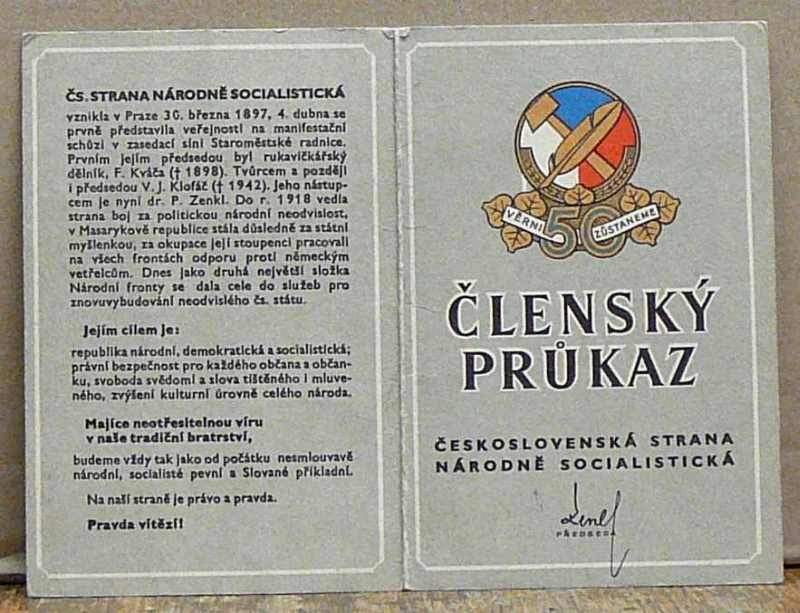 ČS. STRANA NÁRODNĚ SOCIALISTICKÁ
vznikla v Praze 30. března 1897, 4. dubna se
prvně představila veřejnosti na manifestační
schůzi v zasedací síni Staroměstské radnice.
Prvním jejím předsedou byl rukavičkářský
dělník, F. Kváča († 1898). Tvůrcem a později
i předsedou V. J. Klofáč († 1942). Jeho nástup-
cem je nyní dr. P. Zenkl. Do r. 1918 vedla
strana boj za politickou národní neodvislost,
v Masarykově republice stála důsledně za státní
myšlenkou, za okupace její stoupenci pracovali
na všech frontách odporu proti německým
vetřelcům. Dnes jako druhá největší složka
Národní fronty se dala cele do služeb pro
znovuvybudování neodvislého čs. státu.
Jejím cílem je:
republika národní, demokratická a socialistická;
právní bezpečnost pro každého občana a občan-
ku, svoboda svědomí a slova tištěného i mluve-
ného, zvýšení kulturní úrovně celého národa.
Majíce neotřesitelnou víru
v naše tradiční bratrství,
budeme vždy tak jako od počátku nesmlouvavě
národní, socialisté pevní a Slované příkladní.
Na naší straně je právo a pravda.
Pravda vítězí!
VĚRNI 50 ZŮSTANEME
ČLENSKÝ
PRŮKAZ
ČESKOSLOVENSKÁ STRANA
NÁRODNĚ SOCIALISTICKÁ
PŘEDSEDA